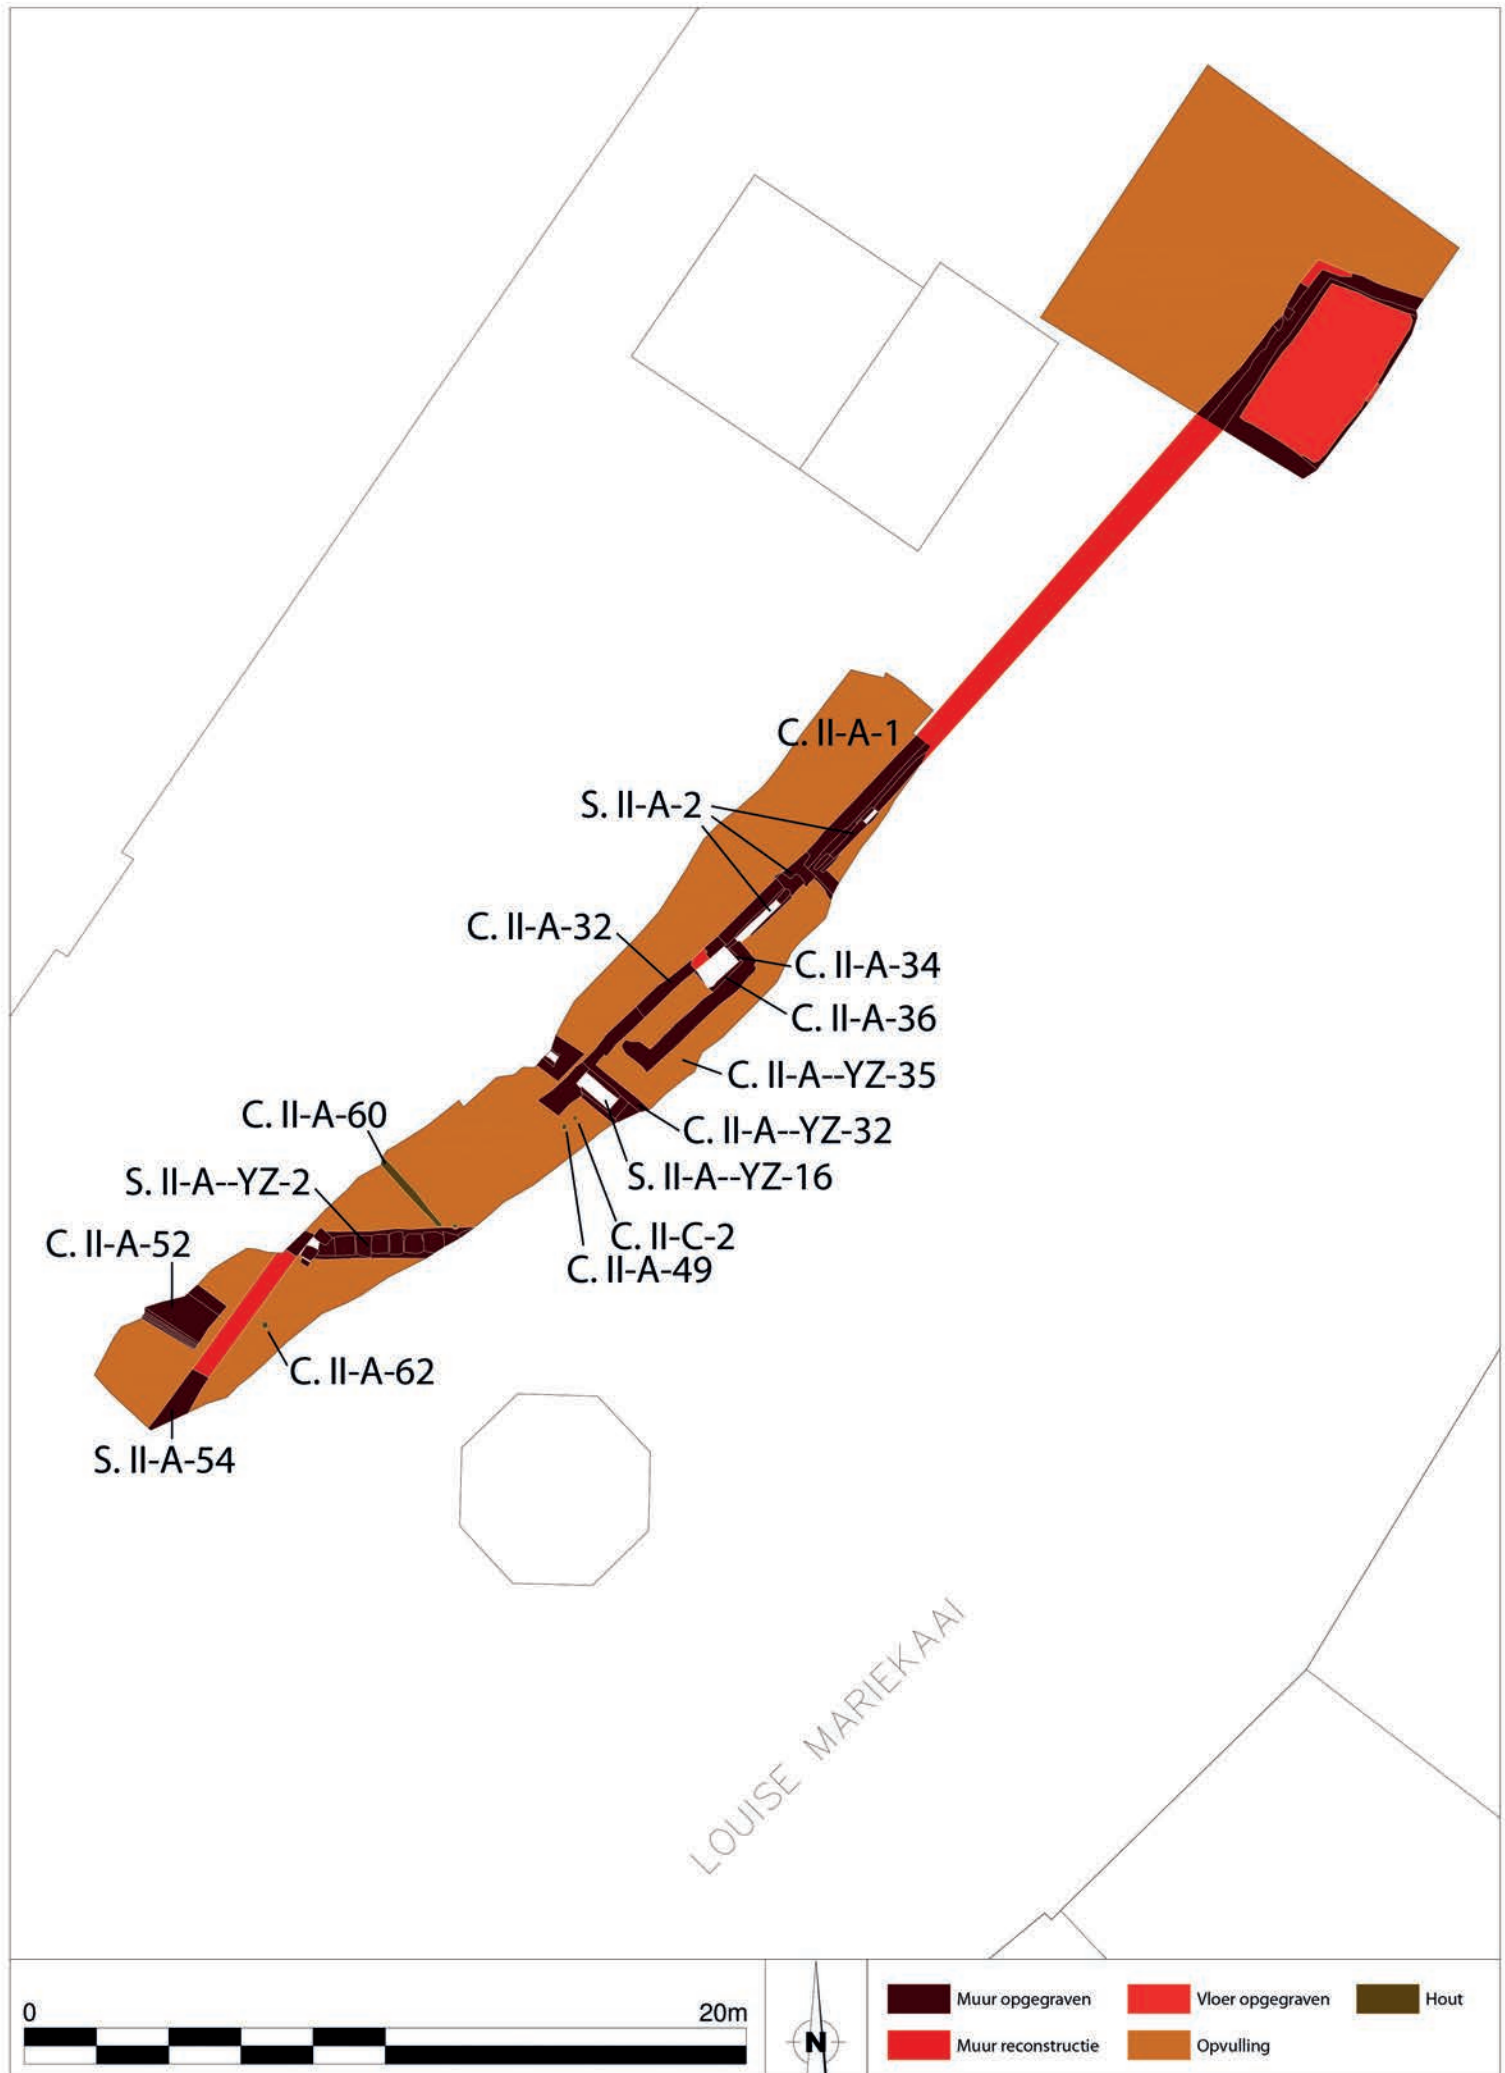 C. II-A-1
S. II-A-2
C. II-A-32
C. II-A-34
C. II-A-36
C. II-A--YZ-35
C. II-A-60
C. II-A--YZ-32
S. II-A--YZ-2
S. II-A--YZ-16
C. II-A-52
C. II-C-2
C. II-A-49
C. II-A-62
S. II-A-54
LOUISE MARIEKAAI
0 20m
N
Muur opgegraven
Vloer opgegraven
Hout
Muur reconstructie
Opvulling